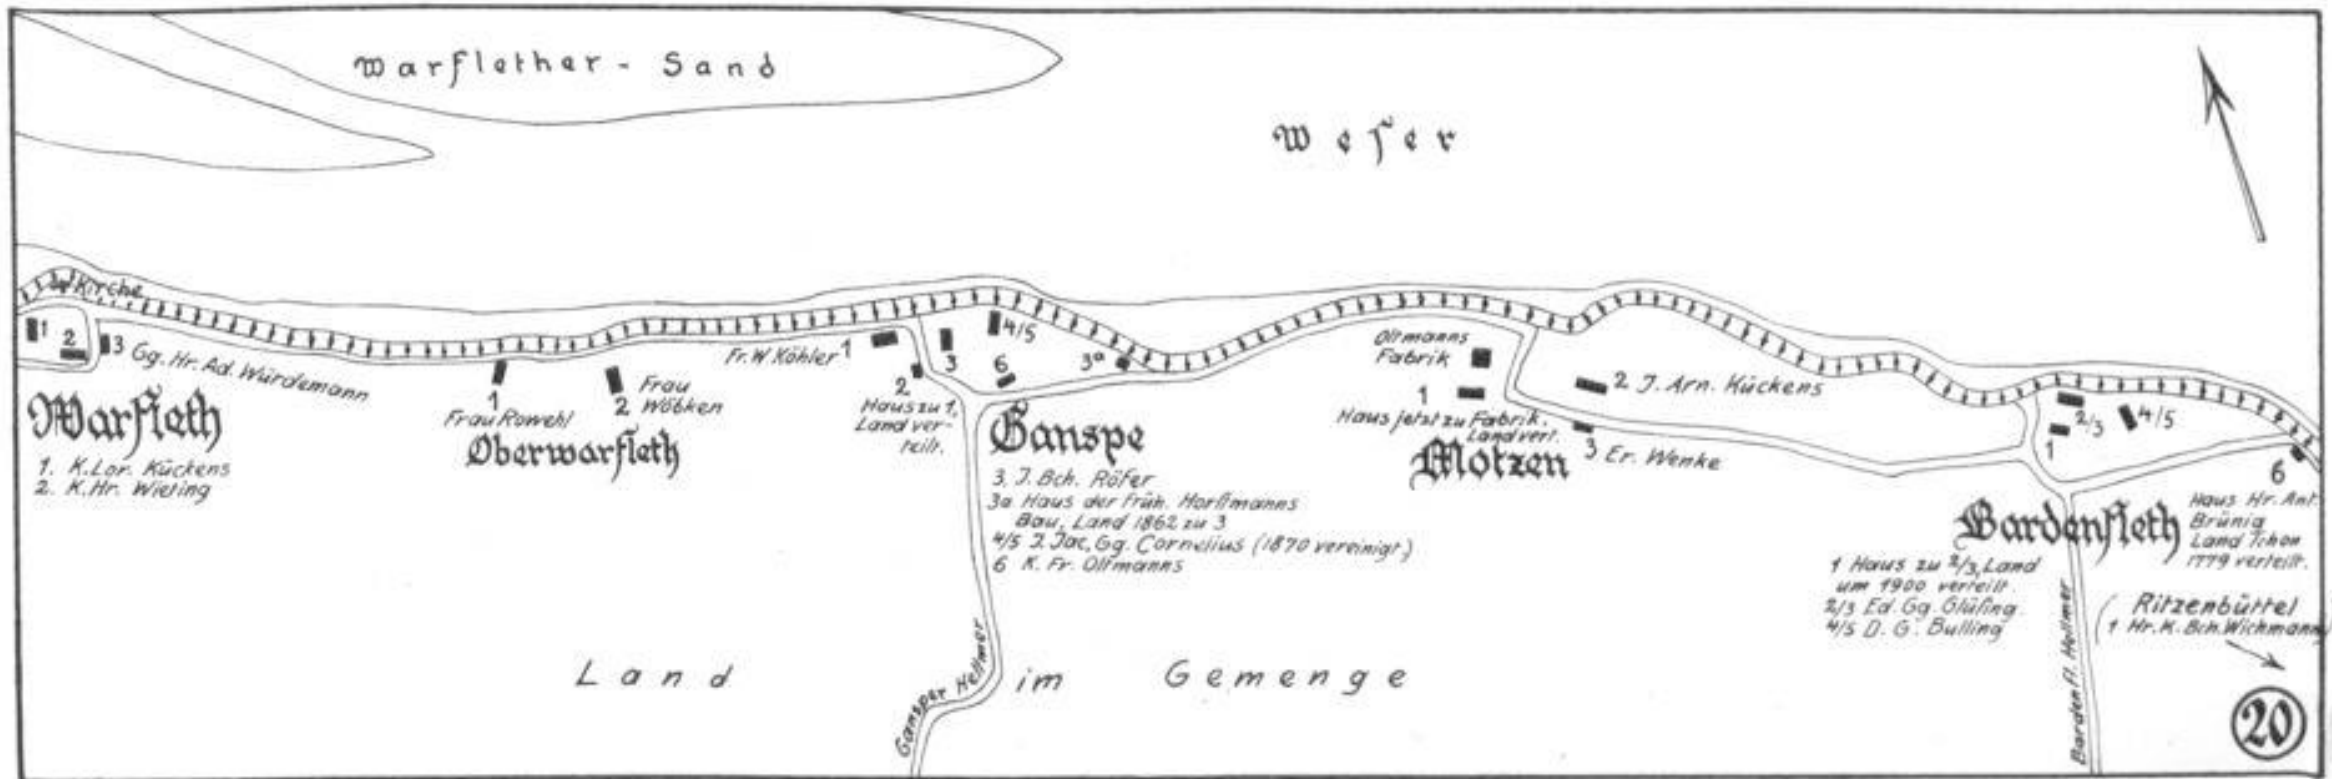 Warflether - Sand
Weser
Kirche
1
2
3 Gg. Hr. Ad. Würdemann
Warfleth
1. K. Lor. Kückens
2. K. Hr. Wieting
1
Frau Rowehl
2
Frau
Wöbken
Oberwarfleth
Fr. W. Köhler 1
2
Haus zu 1,
Land ver-
teilt.
3
4/5
6
3a
Ganspe
3. J. Bch. Röfer
3a Haus der früh. Horstmanns
Bau, Land 1862 zu 3
4/5 J. Jac. Gg. Cornelius (1870 vereinigt)
6 K. Fr. Oltmanns
Oltmanns
Fabrik
1
Haus jetzt zu Fabrik,
Land vert.
Motzen
2 J. Arn. Kückens
3 Er. Wenke
1
2/3
4/5
6
Bardenfleth
1 Haus zu 2/3, Land
um 1900 verteilt.
2/3 Ed. Gg. Glüsing
4/5 D. G. Bulling
Haus Hr. Ant.
Brünig
Land schon
1779 verteilt.
(Ritzenbüttel
1 Hr. K. Bch. Wichmann)
Land im Gemenge
Gansper Hellmer
Bardenfl. Hellmer
20